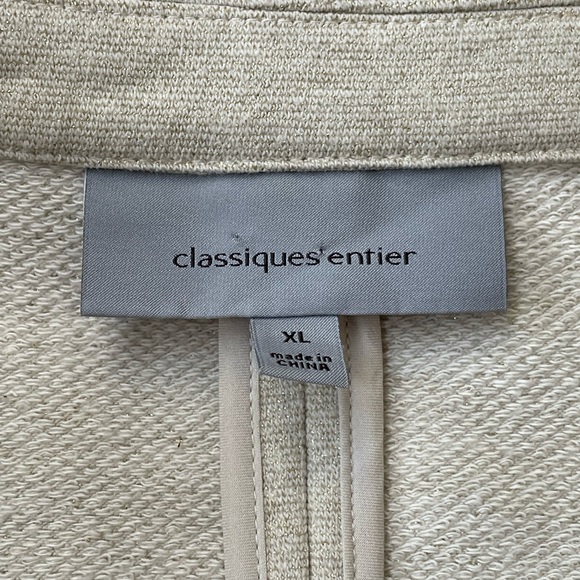 classiques entier
XL
made in
CHINA